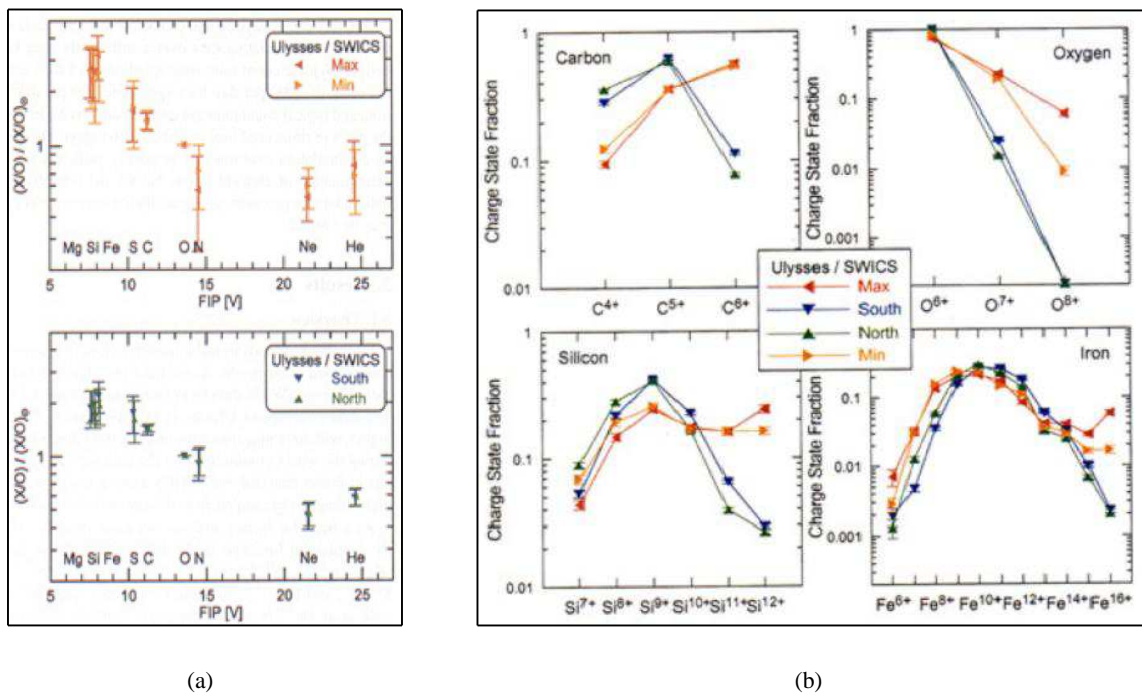 Ulysses / SWICS
Max
Min
(X/O) / (X/O)⊙
1
Mg Si Fe S C O N Ne He
5 10 15 20 25
FIP [V]
Ulysses / SWICS
South
North
(X/O) / (X/O)⊙
1
Mg Si Fe S C O N Ne He
5 10 15 20 25
FIP [V]
(a)
Carbon
Charge State Fraction
1
0.1
0.01
C4+ C5+ C6+
Oxygen
Charge State Fraction
1
0.1
0.01
0.001
O6+ O7+ O8+
Ulysses / SWICS
Max
South
North
Min
Silicon
Charge State Fraction
1
0.1
0.01
Si7+ Si8+ Si9+ Si10+ Si11+ Si12+
Iron
Charge State Fraction
0.1
0.01
0.001
Fe6+ Fe8+ Fe10+ Fe12+ Fe14+ Fe16+
(b)